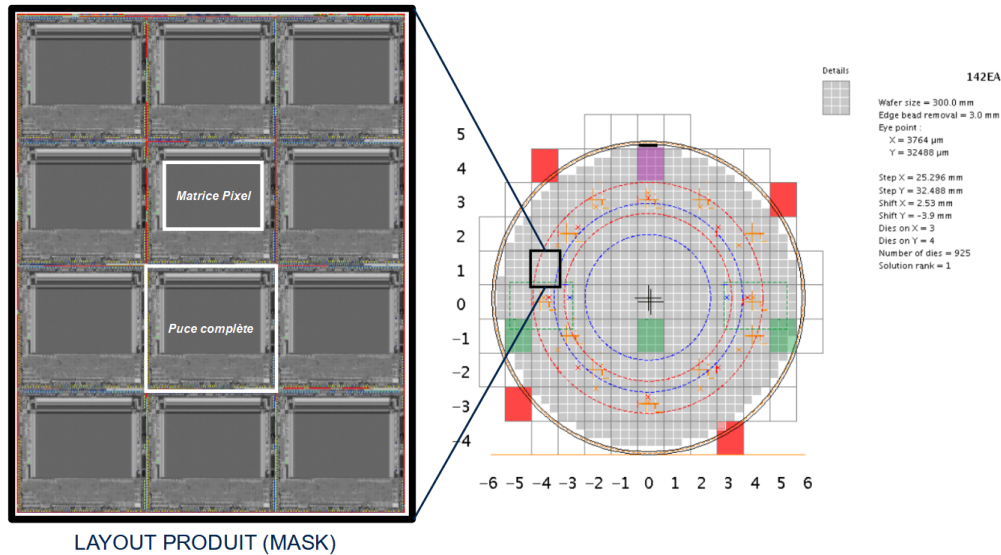 Matrice Pixel
Puce complète
LAYOUT PRODUIT (MASK)
Details
142EA
Wafer size = 300.0 mm
Edge bead removal = 3.0 mm
Eye point :
X = 3764 µm
Y = 32488 µm
Step X = 25.296 mm
Step Y = 32.488 mm
Shift X = 2.53 mm
Shift Y = -3.9 mm
Dies on X = 3
Dies on Y = 4
Number of dies = 925
Solution rank = 1
5
4
3
2
1
0
-1
-2
-3
-4
-6 -5 -4 -3 -2 -1 0 1 2 3 4 5 6